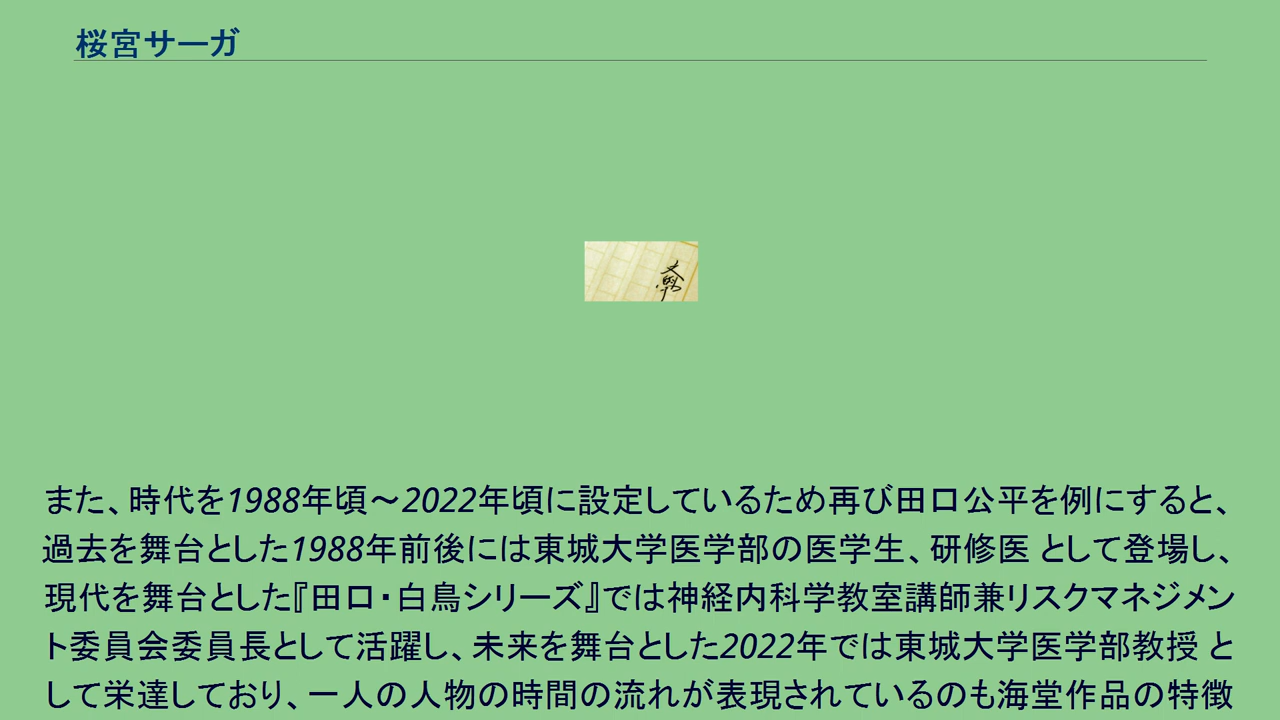 桜宮サーガ
また、時代を1988年頃～2022年頃に設定しているため再び田口公平を例にすると、
過去を舞台とした1988年前後には東城大学医学部の医学生、研修医 として登場し、
現代を舞台とした『田口・白鳥シリーズ』では神経内科学教室講師兼リスクマネジメン
ト委員会委員長として活躍し、未来を舞台とした2022年では東城大学医学部教授 と
して栄達しており、一人の人物の時間の流れが表現されているのも海堂作品の特徴